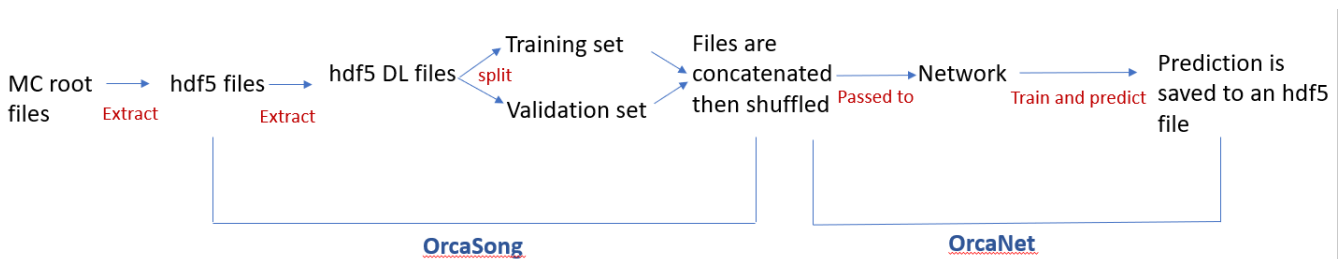 MC root
files
Extract
hdf5 files
Extract
hdf5 DL files
split
Training set
Validation set
Files are
concatenated
then shuffled
Passed to
Network
Train and predict
Prediction is
saved to an hdf5
file
OrcaSong
OrcaNet